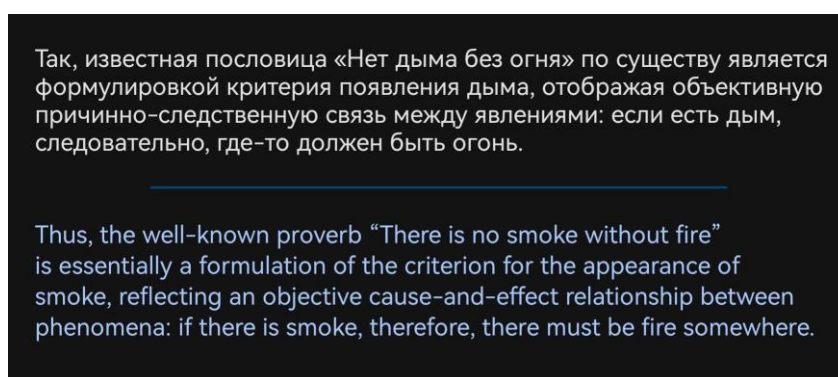 Так, известная пословица «Нет дыма без огня» по существу является
формулировкой критерия появления дыма, отображая объективную
причинно-следственную связь между явлениями: если есть дым,
следовательно, где-то должен быть огонь.
Thus, the well-known proverb “There is no smoke without fire”
is essentially a formulation of the criterion for the appearance of
smoke, reflecting an objective cause-and-effect relationship between
phenomena: if there is smoke, therefore, there must be fire somewhere.